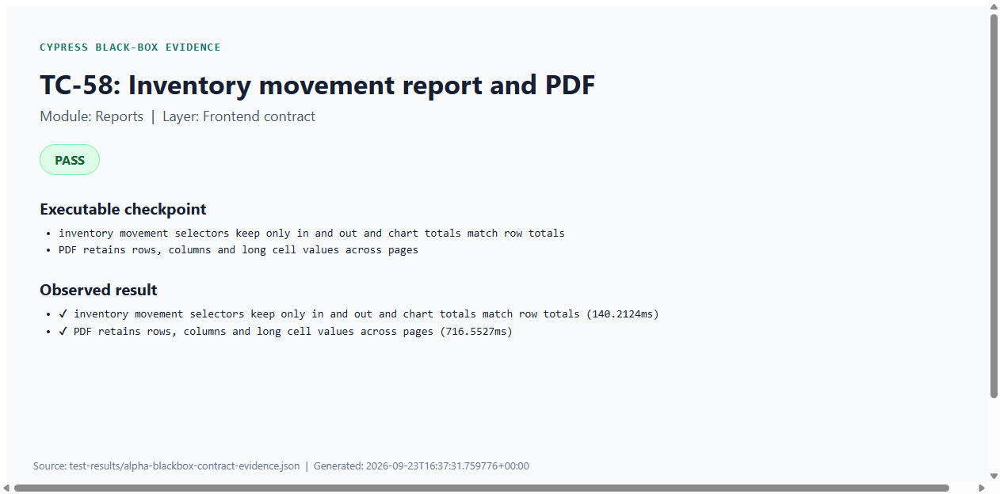 CYPRESS BLACK-BOX EVIDENCE
TC-58: Inventory movement report and PDF
Module: Reports | Layer: Frontend contract
PASS
Executable checkpoint
• inventory movement selectors keep only in and out and chart totals match row totals
• PDF retains rows, columns and long cell values across pages
Observed result
• ✓ inventory movement selectors keep only in and out and chart totals match row totals (140.2124ms)
• ✓ PDF retains rows, columns and long cell values across pages (716.5527ms)
Source: test-results/alpha-blackbox-contract-evidence.json | Generated: 2026-09-23T16:37:31.759776+00:00